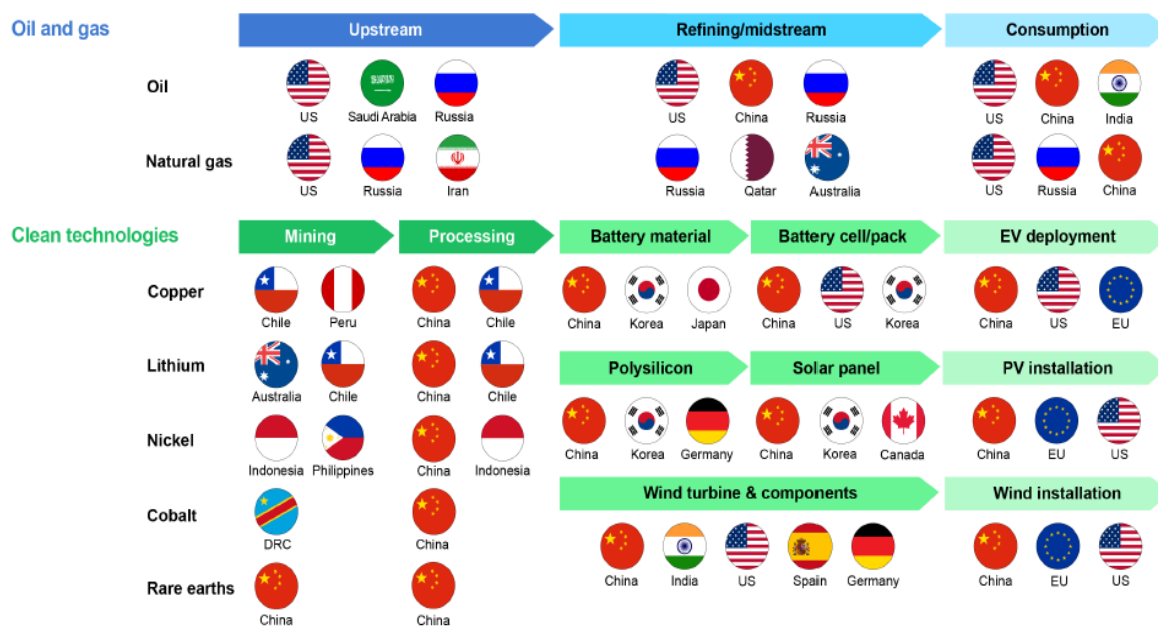 Oil and gas
Upstream
Refining/midstream
Consumption
Oil
US
Saudi Arabia
Russia
US
China
Russia
US
China
India
Natural gas
US
Russia
Iran
Russia
Qatar
Australia
US
Russia
China
Clean technologies
Mining
Processing
Battery material
Battery cell/pack
EV deployment
Copper
Chile
Peru
China
Chile
China
Korea
Japan
China
US
Korea
China
US
EU
Lithium
Australia
Chile
China
Chile
Polysilicon
Solar panel
PV installation
Nickel
Indonesia
Philippines
China
Indonesia
China
Korea
Germany
China
Korea
Canada
China
EU
US
Cobalt
DRC
China
Wind turbine & components
Wind installation
China
India
US
Spain
Germany
China
EU
US
Rare earths
China
China